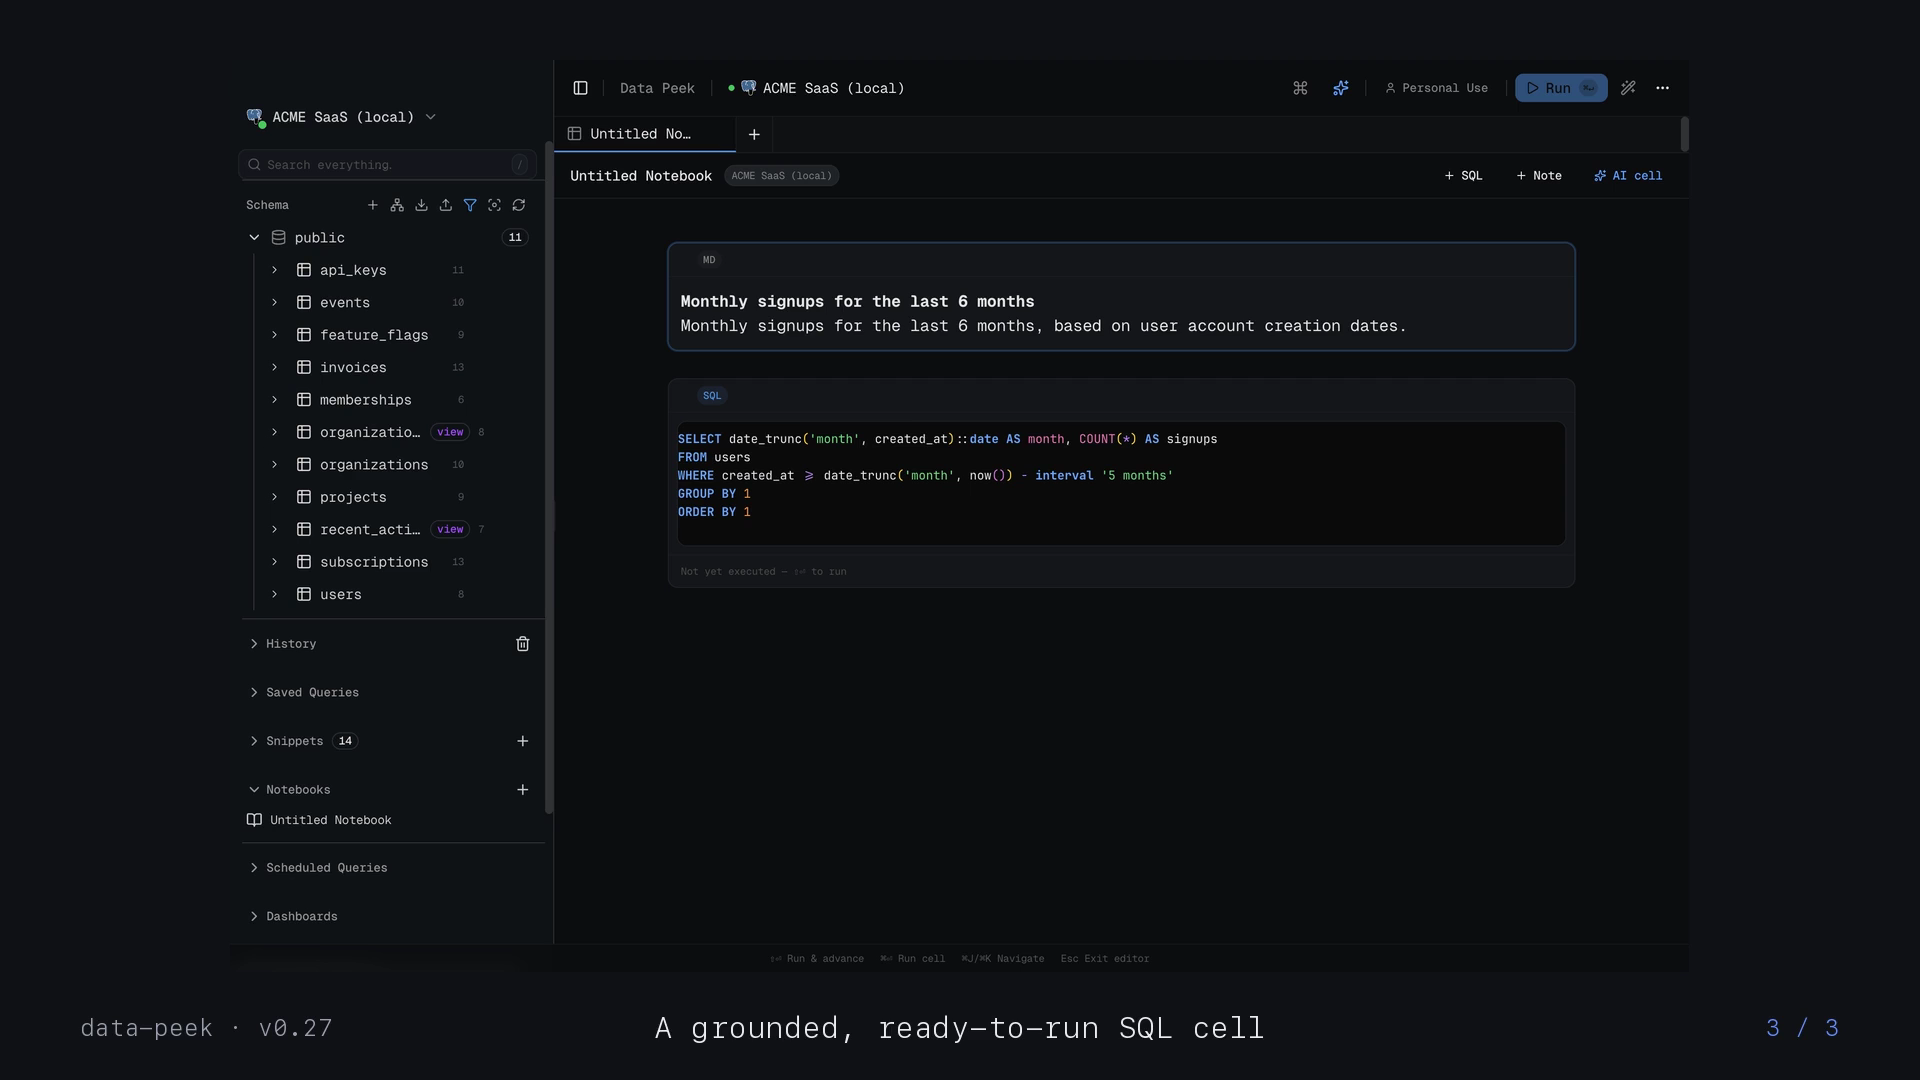 ACME SaaS (local)
Search everything.
/
Schema
public 11
api_keys 11
events 10
feature_flags 9
invoices 13
memberships 6
organizatio… view 8
organizations 10
projects 9
recent_acti… view 7
subscriptions 13
users 8
History
Saved Queries
Snippets 14
Notebooks
Untitled Notebook
Scheduled Queries
Dashboards
Data Peek
ACME SaaS (local)
Personal Use
Run ⌘⏎
Untitled No…
Untitled Notebook
ACME SaaS (local)
+ SQL
+ Note
AI cell
MD
Monthly signups for the last 6 months
Monthly signups for the last 6 months, based on user account creation dates.
SQL
SELECT date_trunc('month', created_at)::date AS month, COUNT(*) AS signups
FROM users
WHERE created_at >= date_trunc('month', now()) - interval '5 months'
GROUP BY 1
ORDER BY 1
Not yet executed — ⇧⏎ to run
⇧⏎ Run & advance ⌘⏎ Run cell ⌘J/⌘K Navigate Esc Exit editor
data-peek · v0.27
A grounded, ready-to-run SQL cell
3 / 3